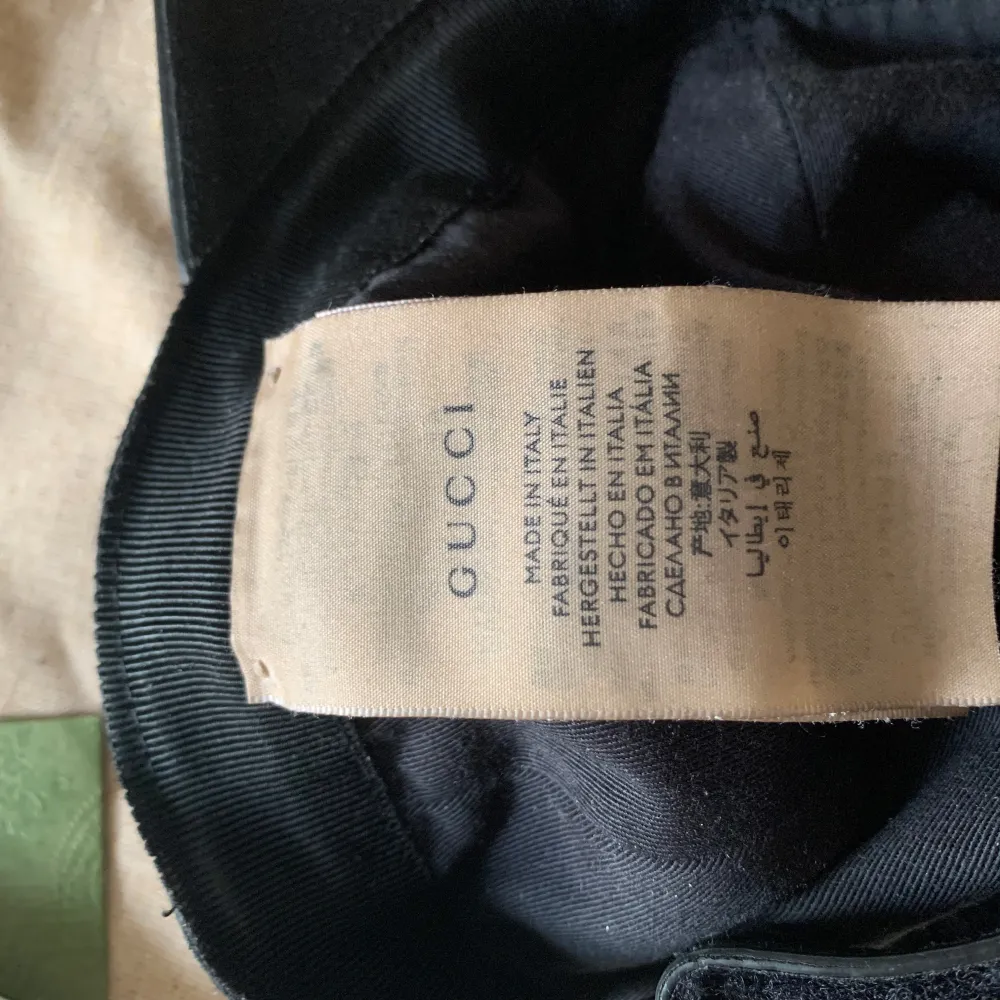 GUCCI
MADE IN ITALY
FABRIQUÉ EN ITALIE
HERGESTELLT IN ITALIEN
HECHO EN ITALIA
FABRICADO EM ITÁLIA
СДЕЛАНО В ИТАЛИИ
产地:意大利
イタリア製
صنع في إيطاليا
이태리제